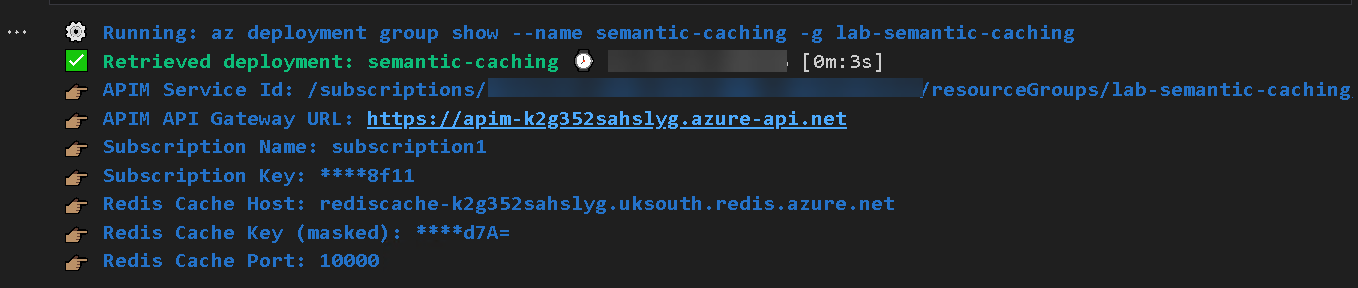 ...
Running: az deployment group show --name semantic-caching -g lab-semantic-caching
Retrieved deployment: semantic-caching [0m:3s]
APIM Service Id: /subscriptions/ /resourceGroups/lab-semantic-caching
APIM API Gateway URL: https://apim-k2g352sahslyg.azure-api.net
Subscription Name: subscription1
Subscription Key: ****8f11
Redis Cache Host: rediscache-k2g352sahslyg.uksouth.redis.azure.net
Redis Cache Key (masked): ****d7A=
Redis Cache Port: 10000